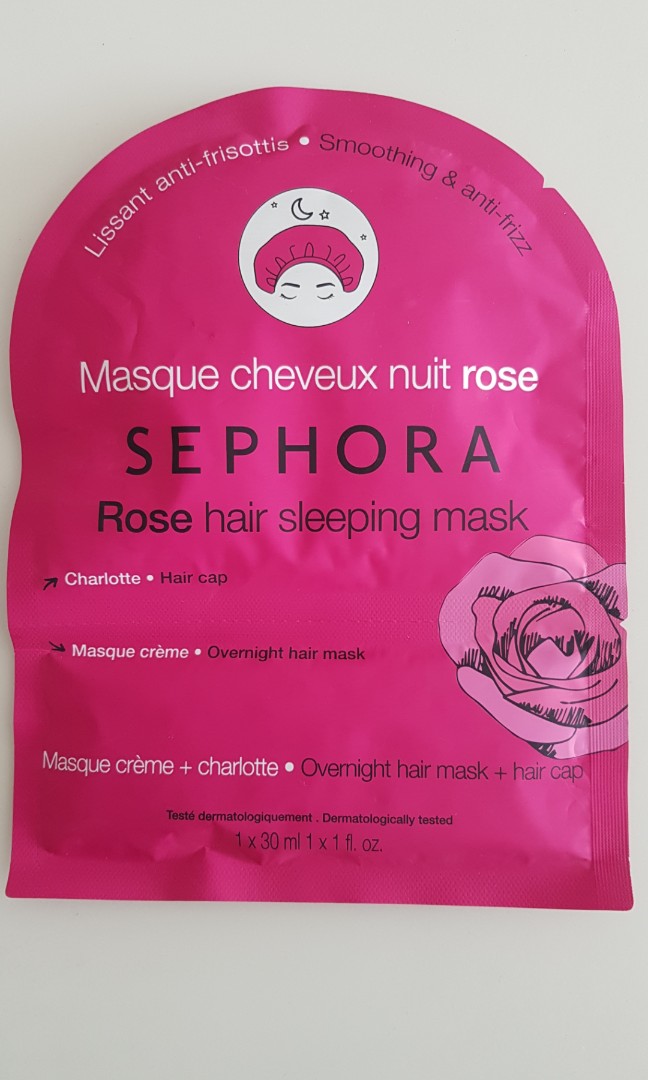 Lissant anti-frisottis • Smoothing & anti-frizz
Masque cheveux nuit rose
SEPHORA
Rose hair sleeping mask
Charlotte • Hair cap
Masque crème • Overnight hair mask
Masque crème + charlotte • Overnight hair mask + hair cap
Testé dermatologiquement . Dermatologically tested
1 x 30 ml 1 x 1 fl. oz.